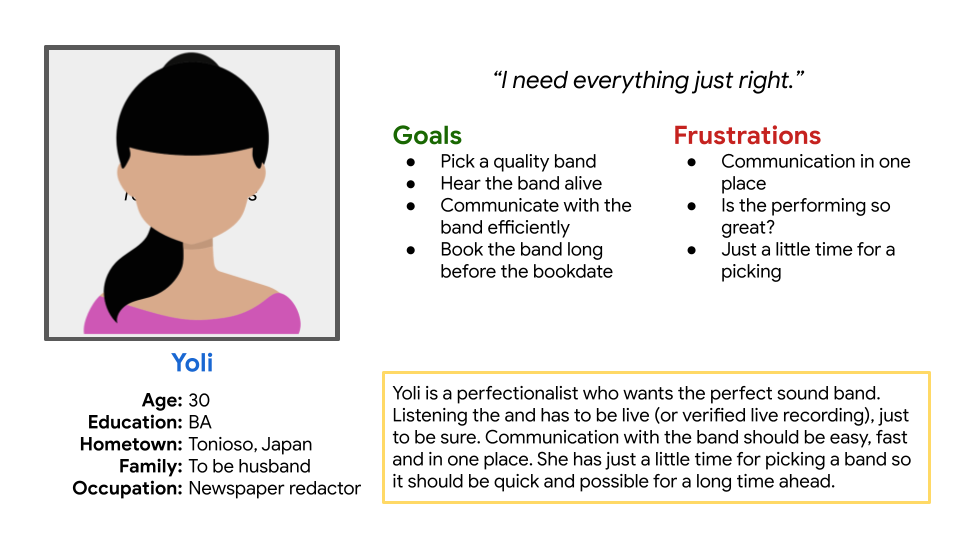 “I need everything just right.”
Goals
● Pick a quality band
● Hear the band alive
● Communicate with the
band efficiently
● Book the band long
before the bookdate
Frustrations
● Communication in one
place
● Is the performing so
great?
● Just a little time for a
picking
Yoli
Age: 30
Education: BA
Hometown: Tonioso, Japan
Family: To be husband
Occupation: Newspaper redactor
Yoli is a perfectionalist who wants the perfect sound band.
Listening the and has to be live (or verified live recording), just
to be sure. Communication with the band should be easy, fast
and in one place. She has just a little time for picking a band so
it should be quick and possible for a long time ahead.